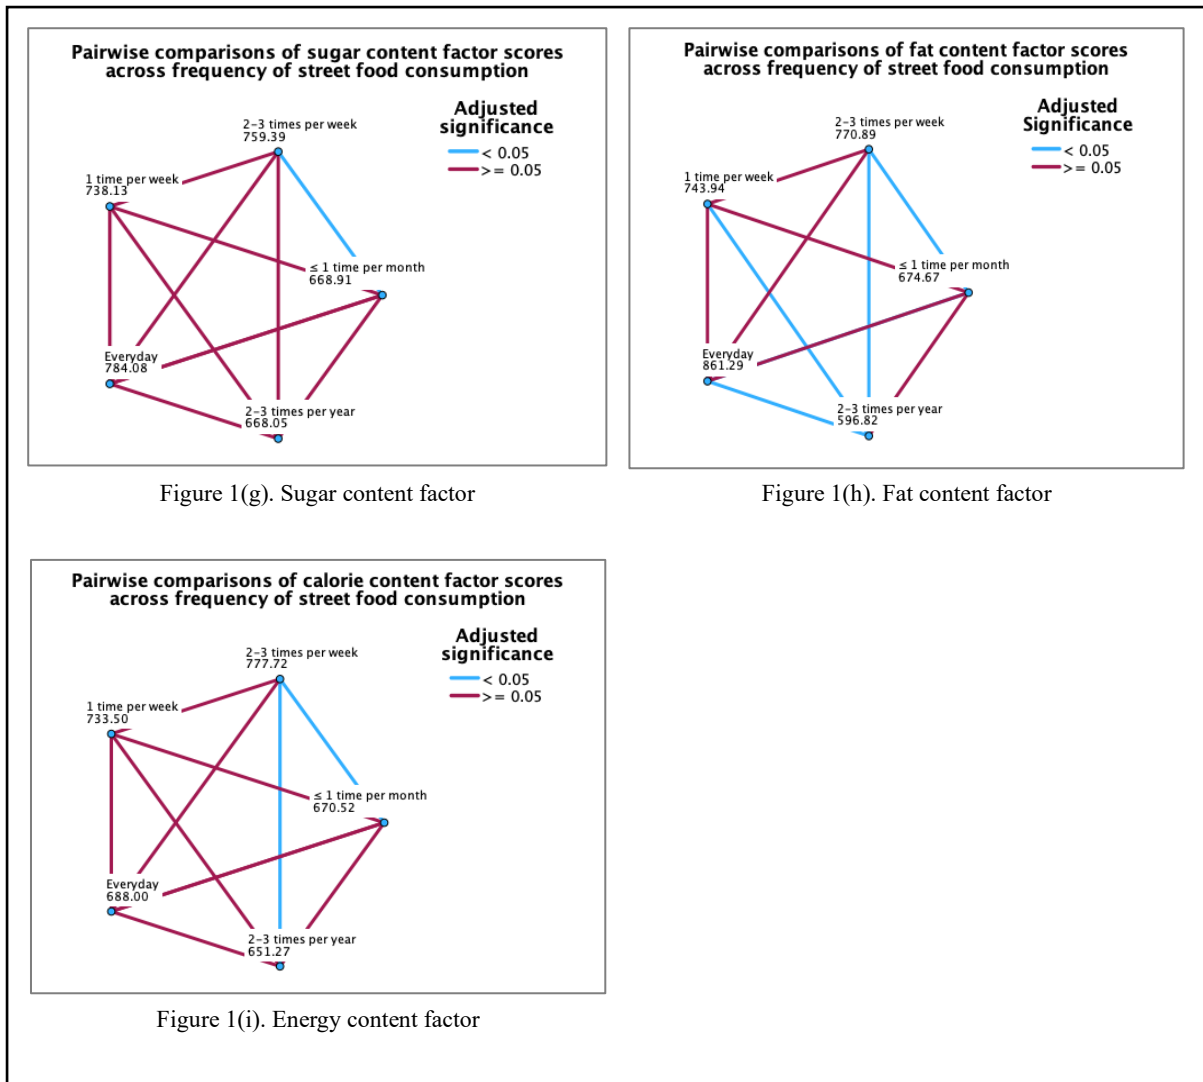 Pairwise comparisons of sugar content factor scores
across frequency of street food consumption
Adjusted
significance
< 0.05
>= 0.05
2-3 times per week
759.39
1 time per week
738.13
≤ 1 time per month
668.91
Everyday
784.08
2-3 times per year
668.05
Figure 1(g). Sugar content factor
Pairwise comparisons of fat content factor scores
across frequency of street food consumption
Adjusted
Significance
< 0.05
>= 0.05
2-3 times per week
770.89
1 time per week
743.94
≤ 1 time per month
674.67
Everyday
861.29
2-3 times per year
596.82
Figure 1(h). Fat content factor
Pairwise comparisons of calorie content factor scores
across frequency of street food consumption
Adjusted
significance
< 0.05
>= 0.05
2-3 times per week
777.72
1 time per week
733.50
≤ 1 time per month
670.52
Everyday
688.00
2-3 times per year
651.27
Figure 1(i). Energy content factor